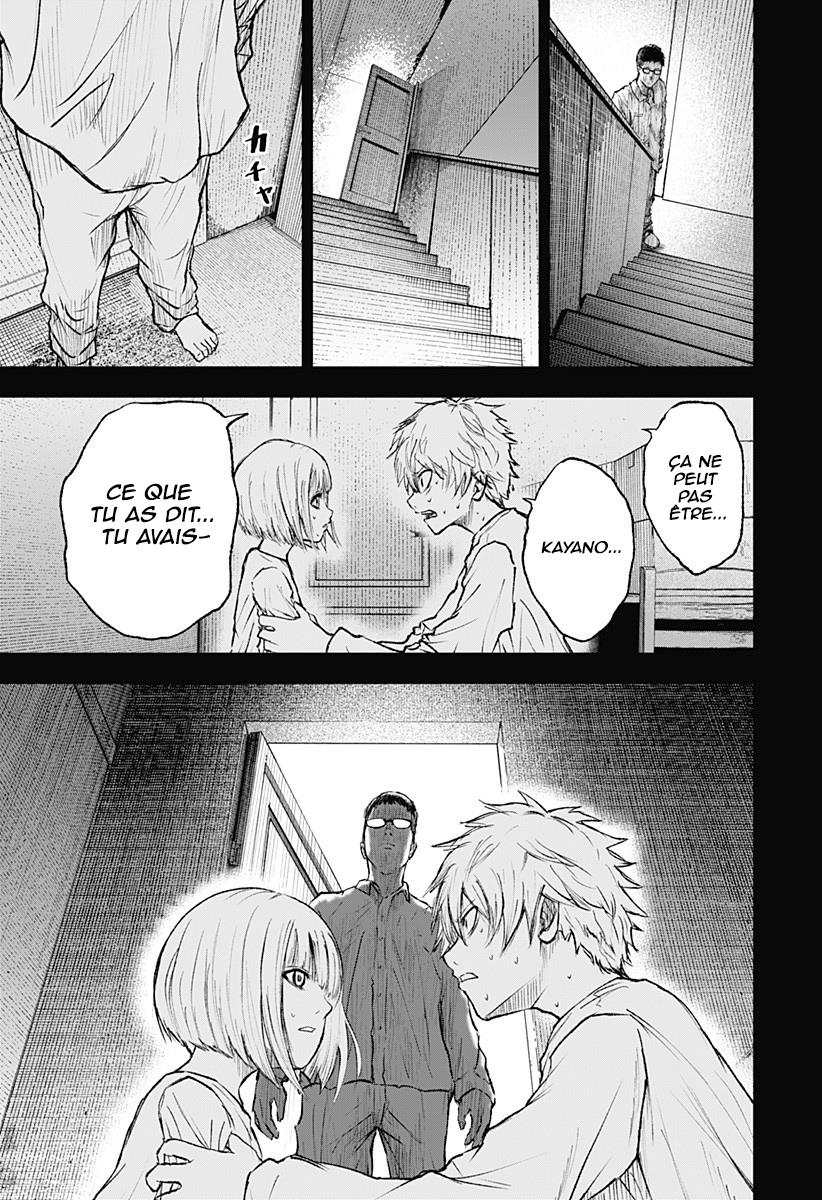 カチャ
ÇA NE
PEUT
PAS
ÊTRE...
KAYANO...
CE QUE
TU AS DIT...
TU AVAIS-